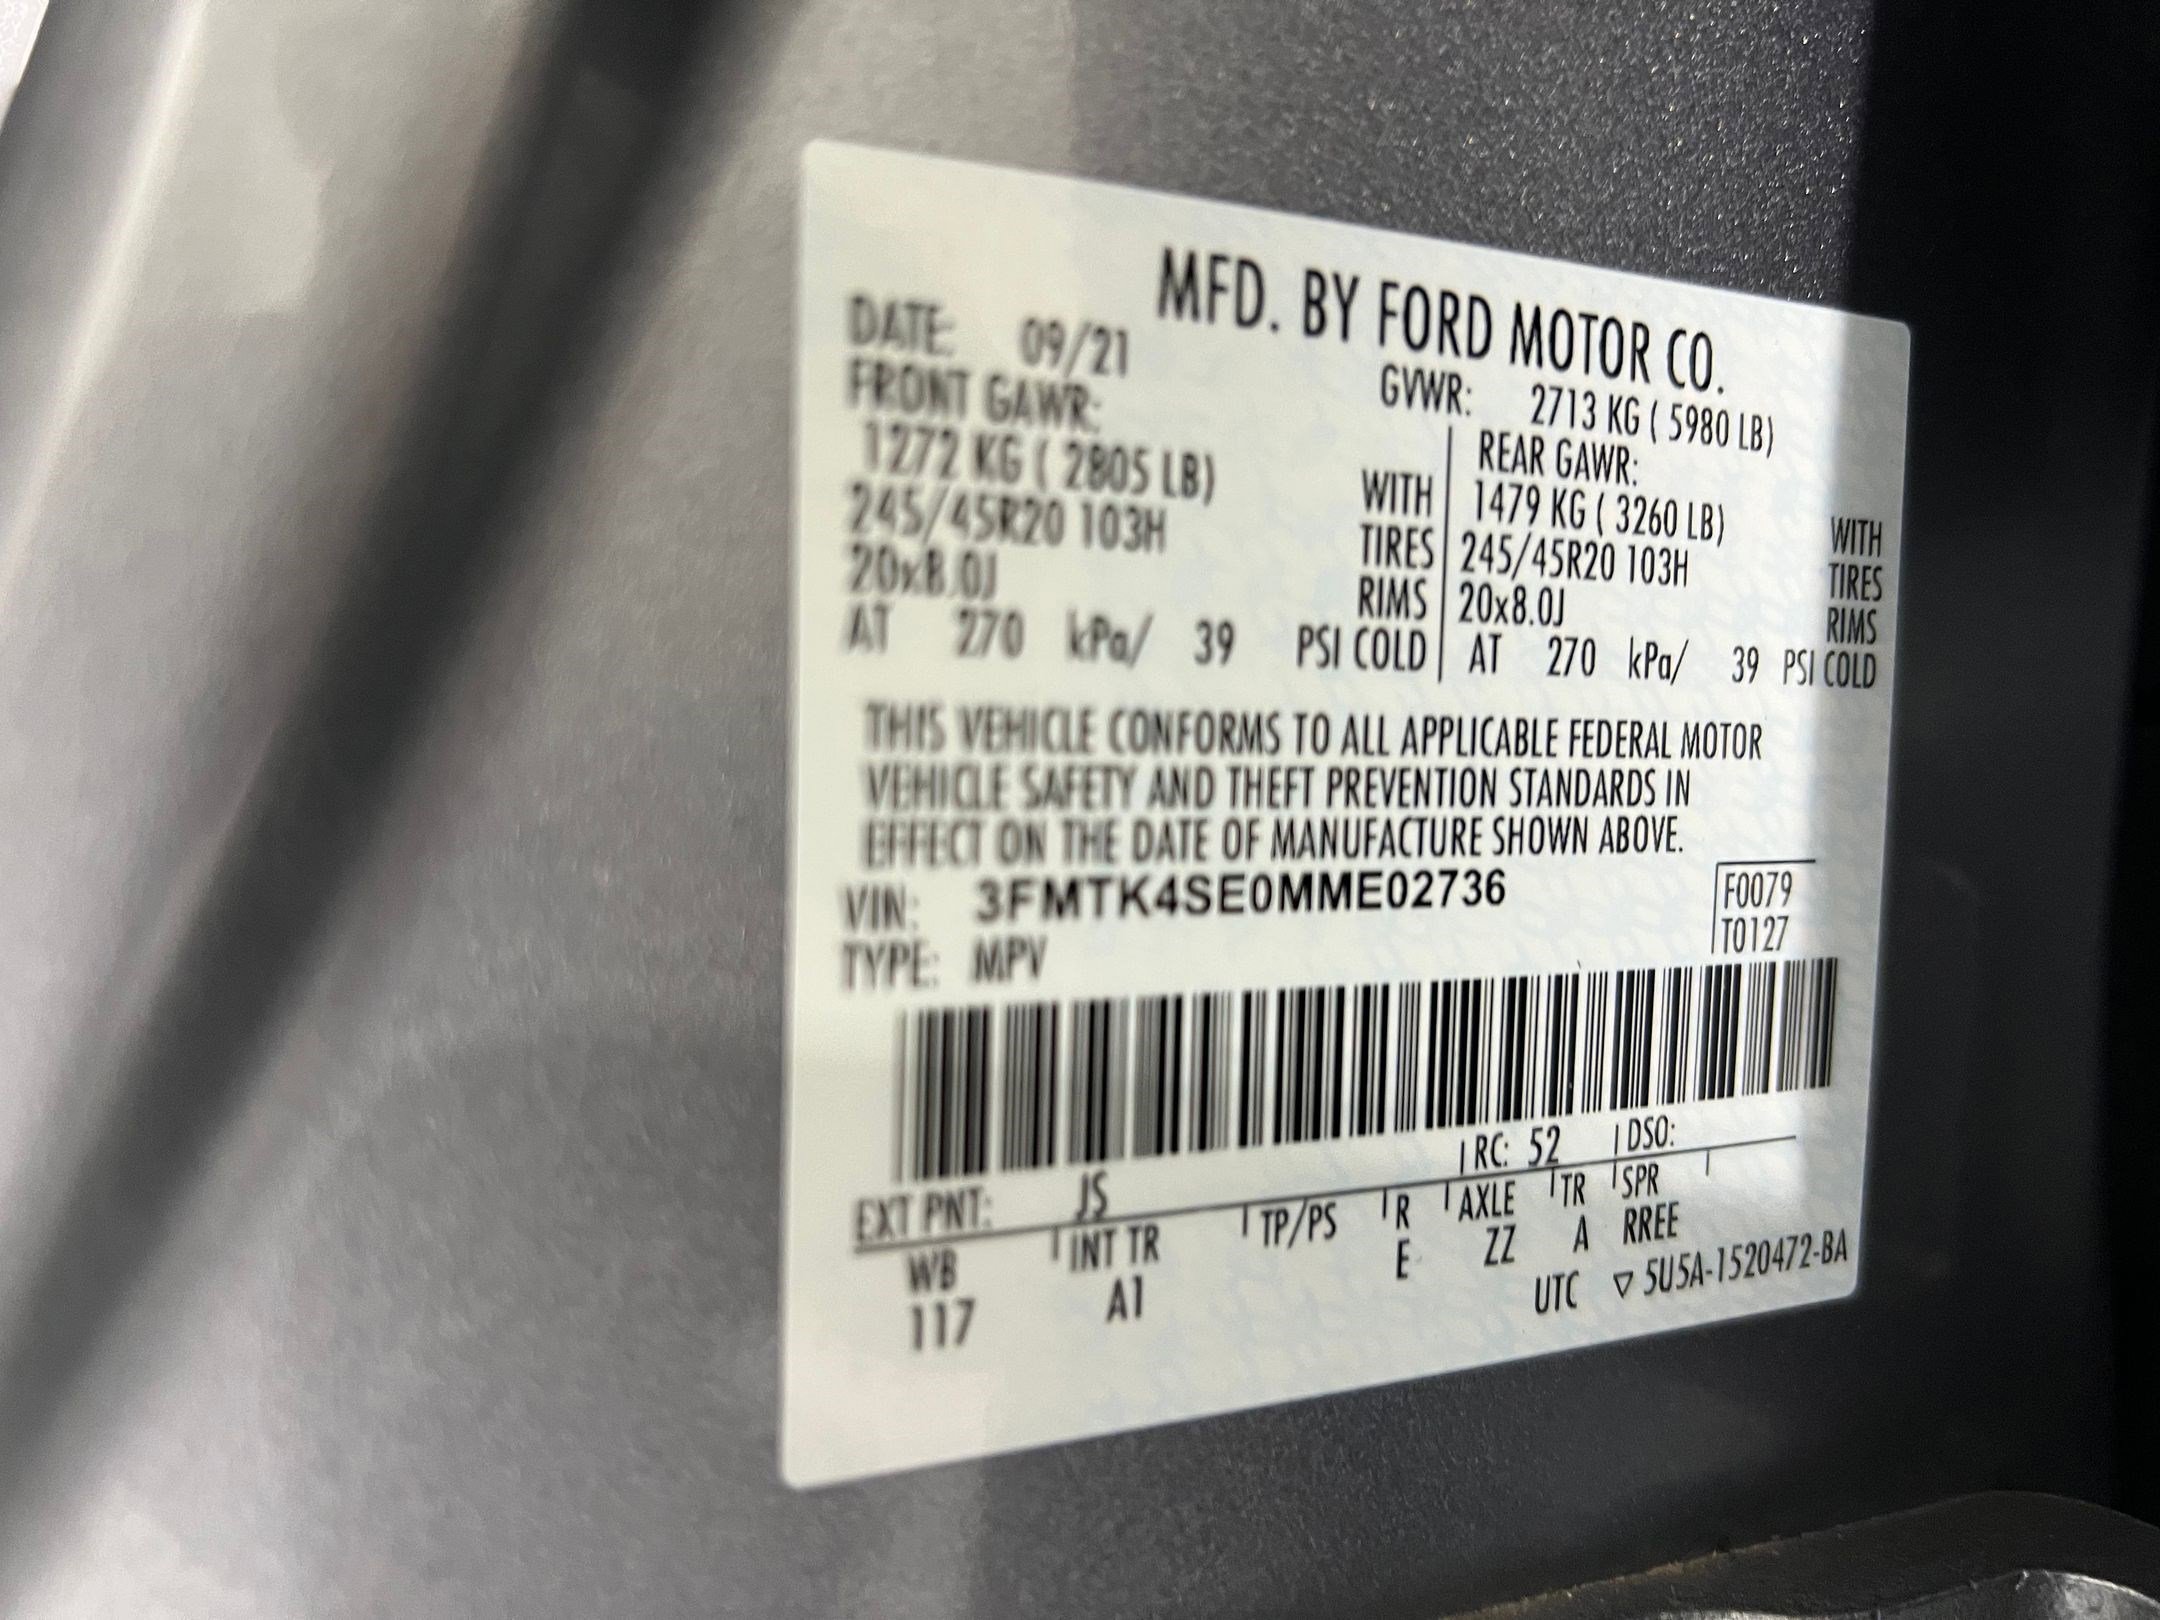 MFD. BY FORD MOTOR CO.
DATE: 09/21 GVWR: 2713 KG ( 5980 LB)
FRONT GAWR: REAR GAWR:
1272 KG ( 2805 LB) WITH 1479 KG ( 3260 LB) WITH
245/45R20 103H TIRES 245/45R20 103H TIRES
20x8.0J RIMS 20x8.0J RIMS
AT 270 kPa/ 39 PSI COLD AT 270 kPa/ 39 PSI COLD
THIS VEHICLE CONFORMS TO ALL APPLICABLE FEDERAL MOTOR
VEHICLE SAFETY AND THEFT PREVENTION STANDARDS IN
EFFECT ON THE DATE OF MANUFACTURE SHOWN ABOVE.
VIN: 3FMTK4SE0MME02736 F0079
TYPE: MPV T0127
EXT PNT: JS RC: 52 DSO:
WB INT TR TP/PS R AXLE TR SPR
117 A1 E ZZ A RREE
UTC ▽ 5U5A-1520472-BA